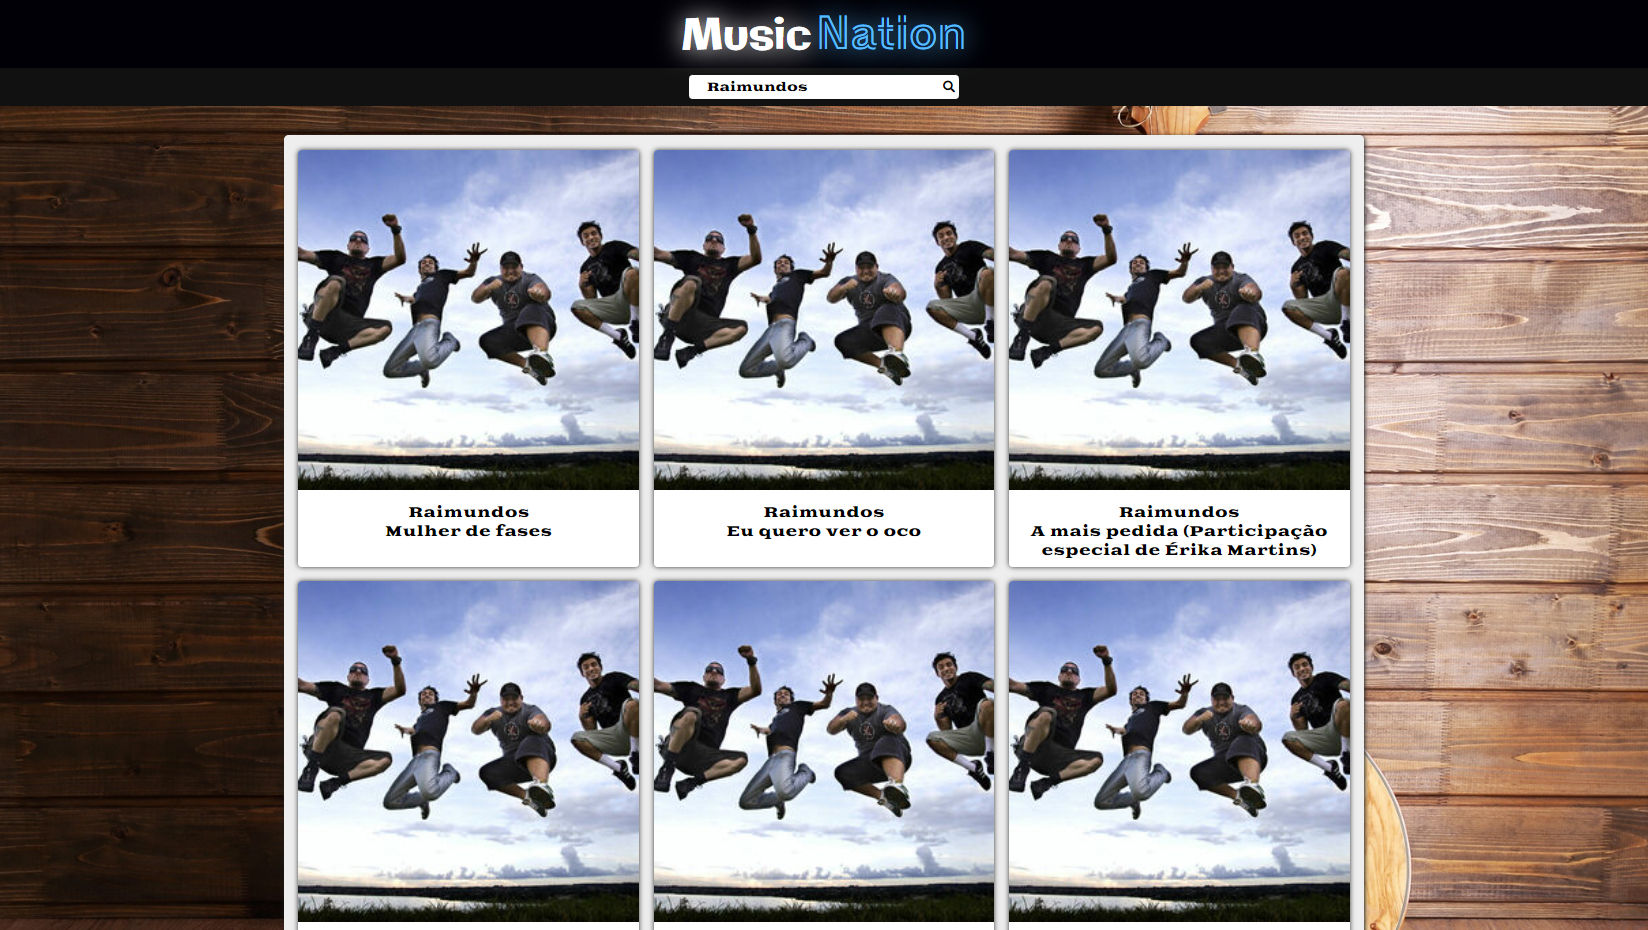 Music Nation
Raimundos
Raimundos
Mulher de fases
Raimundos
Eu quero ver o oco
Raimundos
A mais pedida (Participação
especial de Érika Martins)